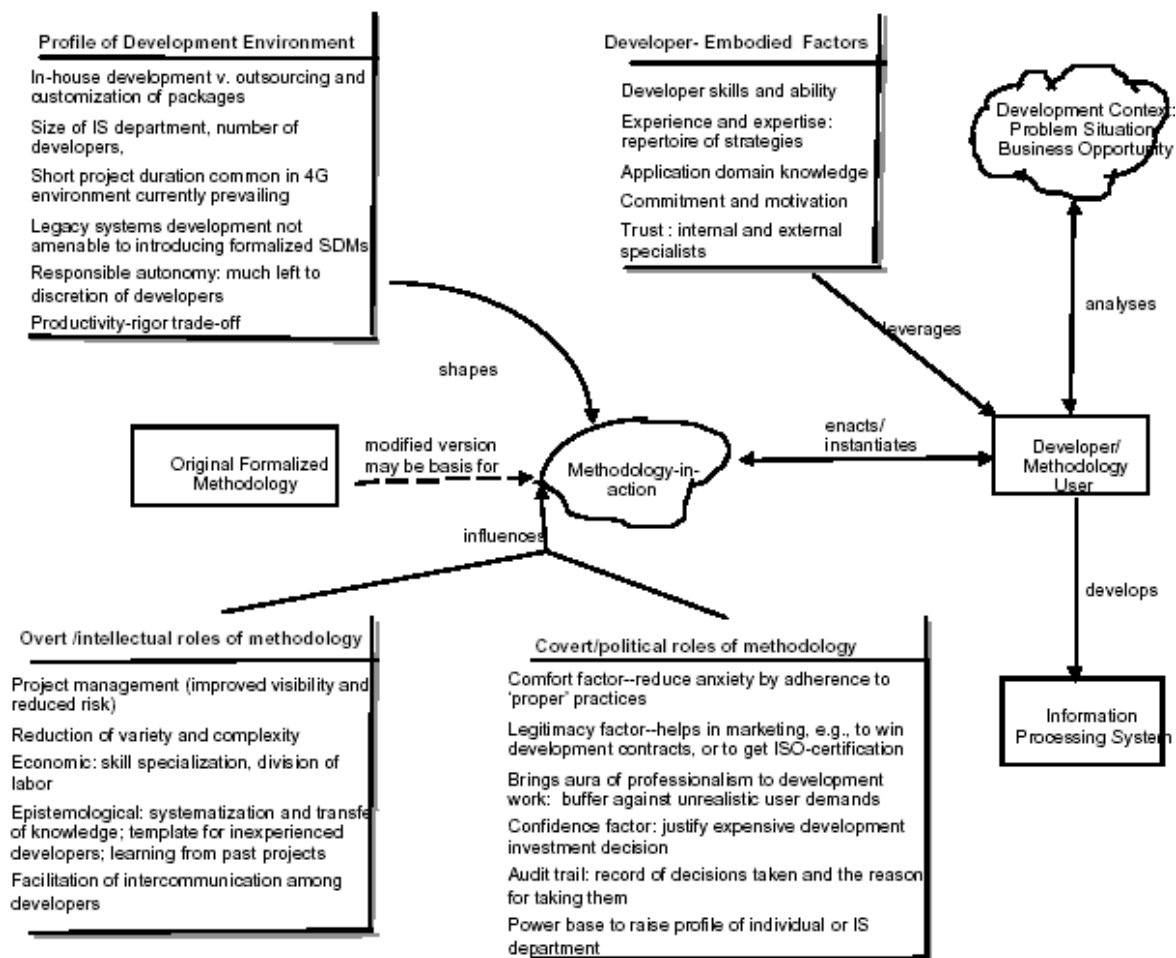 Profile of Development Environment
In-house development v. outsourcing and
customization of packages
Size of IS department, number of
developers,
Short project duration common in 4G
environment currently prevailing
Legacy systems development not
amenable to introducing formalized SDMs
Responsible autonomy: much left to
discretion of developers
Productivity-rigor trade-off
Developer- Embodied Factors
Developer skills and ability
Experience and expertise:
repertoire of strategies
Application domain knowledge
Commitment and motivation
Trust : internal and external
specialists
Development Context:
Problem Situation
Business Opportunity
shapes
leverages
analyses
Original Formalized
Methodology
modified version
may be basis for
Methodology-in-
action
enacts/
instantiates
Developer/
Methodology
User
influences
develops
Information
Processing System
Overt /intellectual roles of methodology
Project management (improved visibility and
reduced risk)
Reduction of variety and complexity
Economic: skill specialization, division of
labor
Epistemological: systematization and transfe
of knowledge; template for inexperienced
developers; learning from past projects
Facilitation of intercommunication among
developers
Covert/political roles of methodology
Comfort factor--reduce anxiety by adherence to
'proper' practices
Legitimacy factor--helps in marketing, e.g., to win
development contracts, or to get ISO-certification
Brings aura of professionalism to development
work: buffer against unrealistic user demands
Confidence factor: justify expensive development
investment decision
Audit trail: record of decisions taken and the reason
for taking them
Power base to raise profile of individual or IS
department